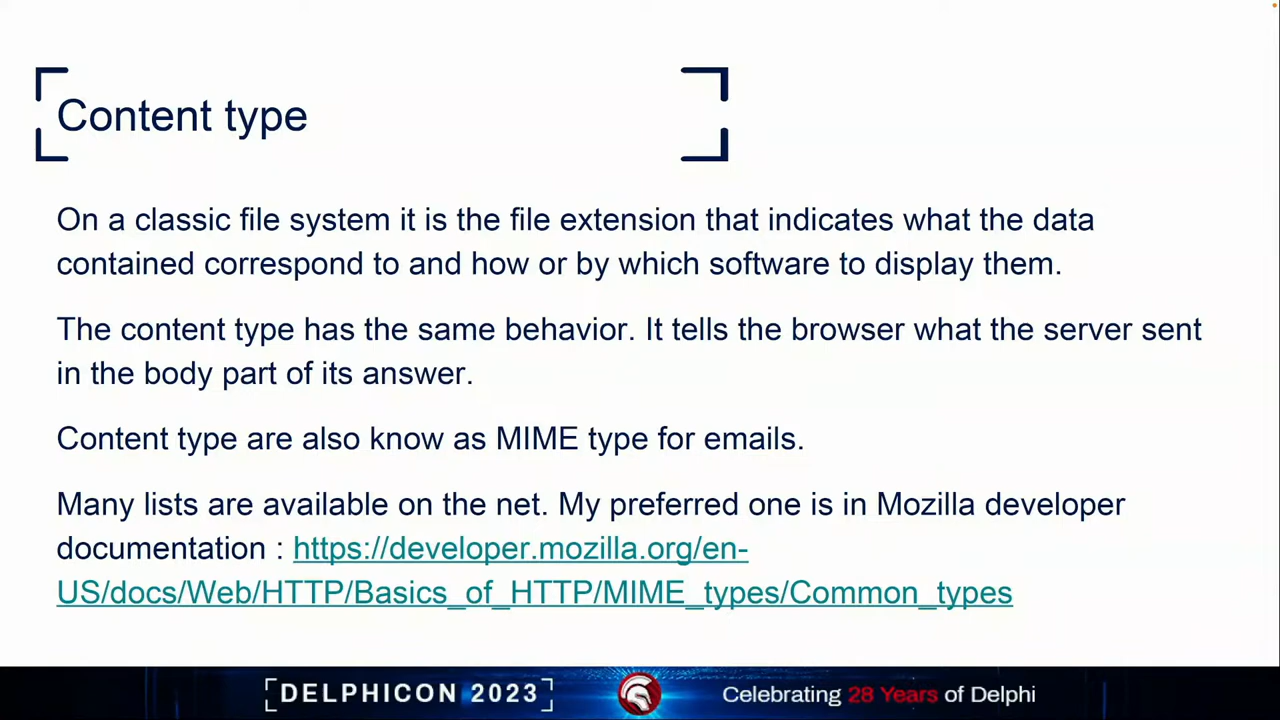 Content type
On a classic file system it is the file extension that indicates what the data
contained correspond to and how or by which software to display them.
The content type has the same behavior. It tells the browser what the server sent
in the body part of its answer.
Content type are also know as MIME type for emails.
Many lists are available on the net. My preferred one is in Mozilla developer
documentation : https://developer.mozilla.org/en-
US/docs/Web/HTTP/Basics_of_HTTP/MIME_types/Common_types
[DELPHICON 2023] Celebrating 28 Years of Delphi